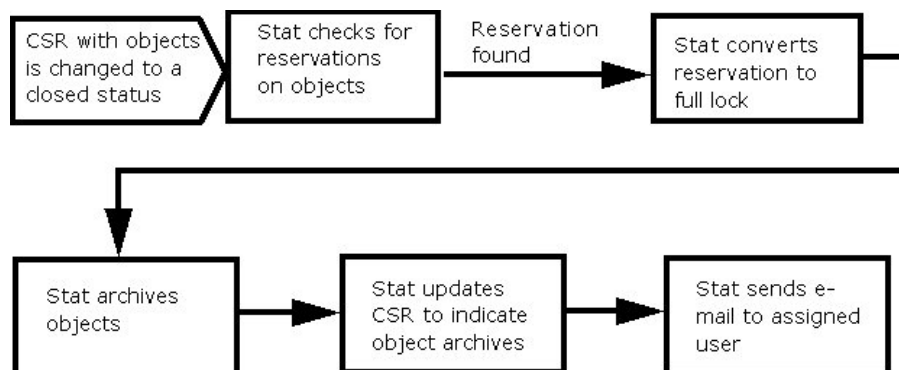 CSR with objects
is changed to a
closed status
Stat checks for
reservations
on objects
Reservation
found
Stat converts
reservation to
full lock
Stat archives
objects
Stat updates
CSR to indicate
object archives
Stat sends e-
mail to assigned
user